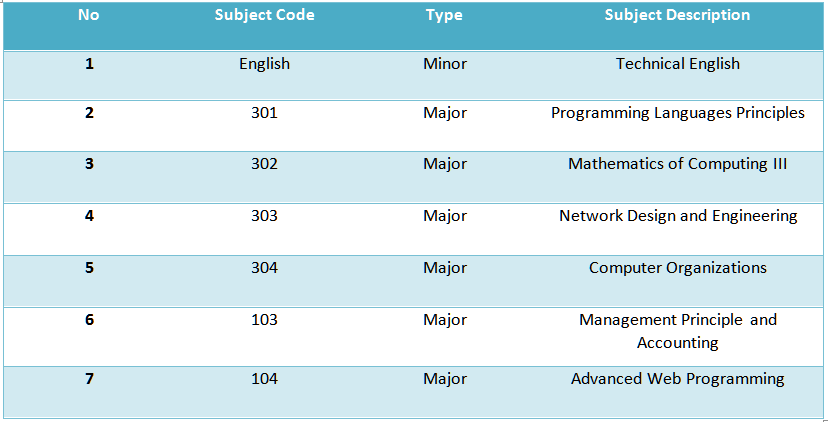 No Subject Code Type Subject Description
1 English Minor Technical English
2 301 Major Programming Languages Principles
3 302 Major Mathematics of Computing III
4 303 Major Network Design and Engineering
5 304 Major Computer Organizations
6 103 Major Management Principle and
Accounting
7 104 Major Advanced Web Programming